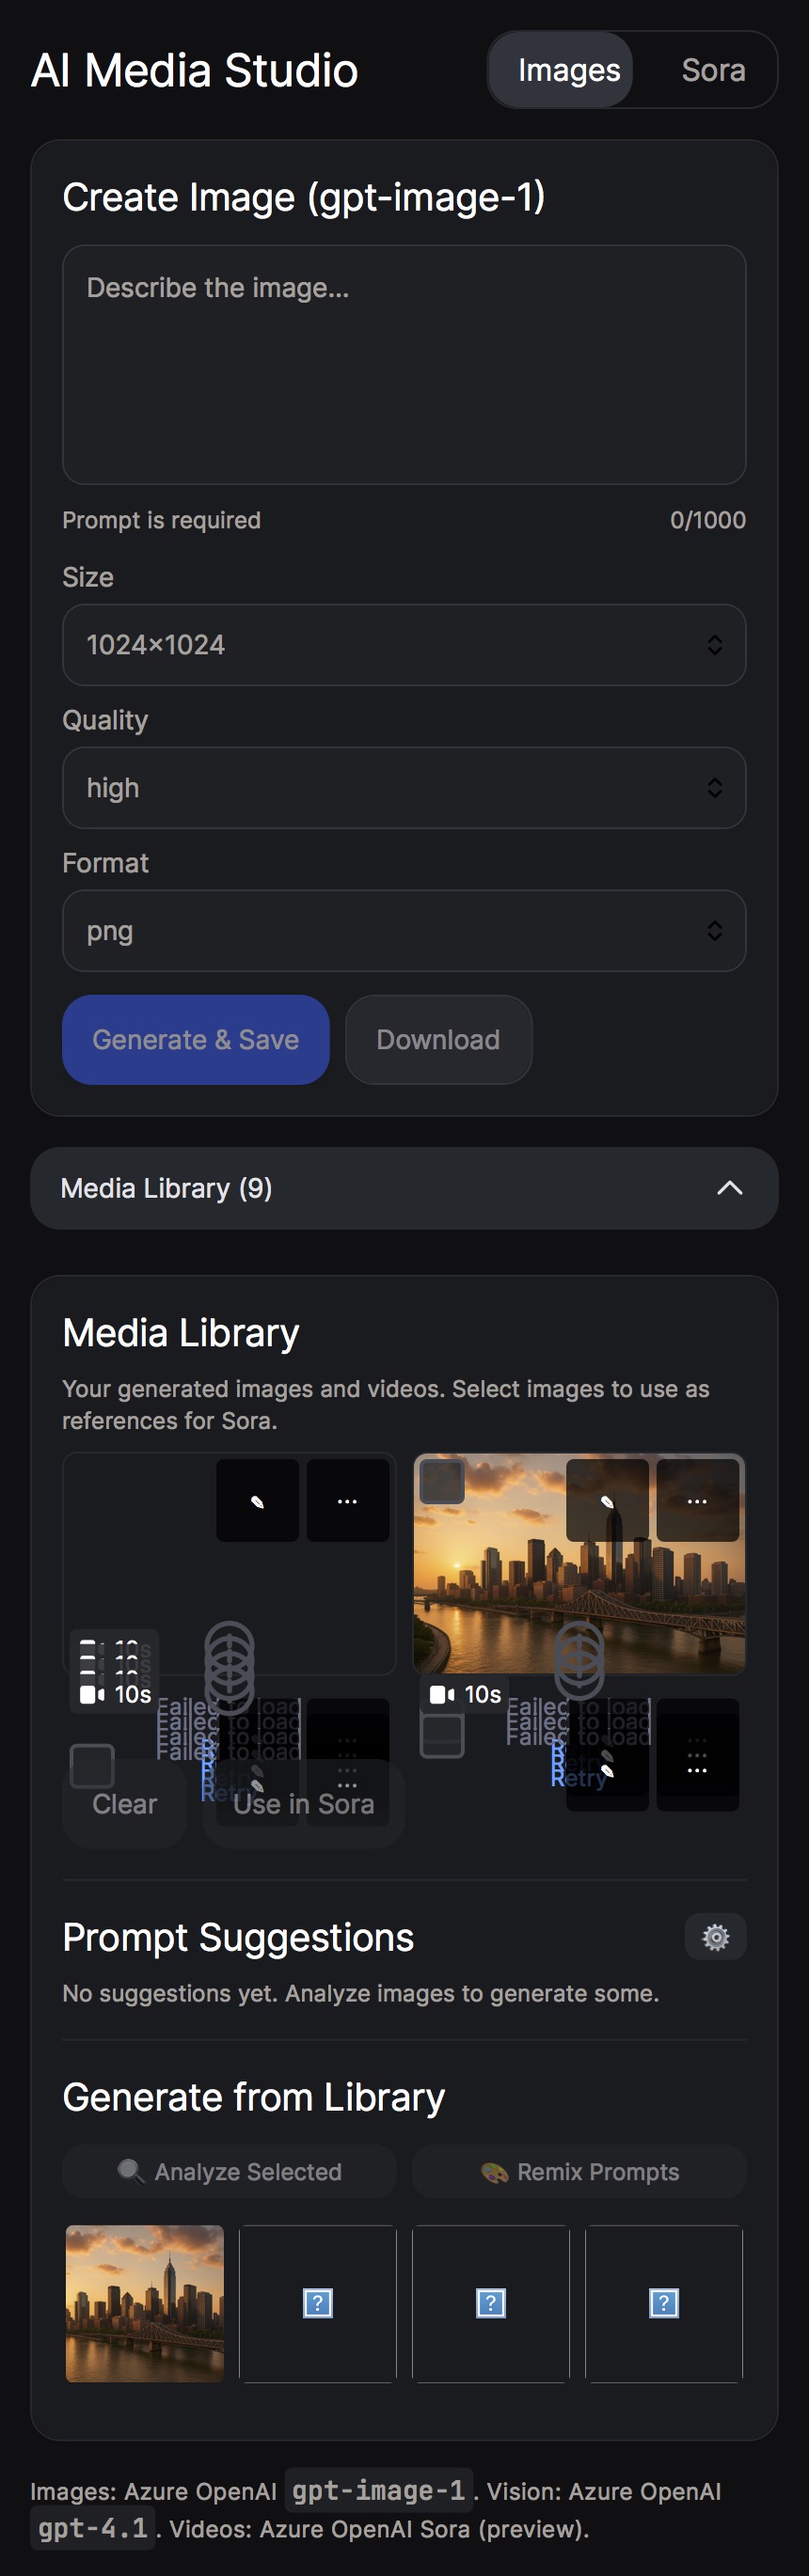 AI Media Studio
Images
Sora
Create Image (gpt-image-1)
Describe the image...
Prompt is required
0/1000
Size
1024×1024
Quality
high
Format
png
Generate & Save
Download
Media Library (9)
Media Library
Your generated images and videos. Select images to use as
references for Sora.
10s
10s
10s
10s
10s
Failed to load
Failed to load
Failed to load
Failed to load
Failed to load
Failed to load
Failed to load
Retry
Retry
Clear
Use in Sora
Prompt Suggestions
No suggestions yet. Analyze images to generate some.
Generate from Library
Analyze Selected
Remix Prompts
Images: Azure OpenAI gpt-image-1. Vision: Azure OpenAI
gpt-4.1. Videos: Azure OpenAI Sora (preview).